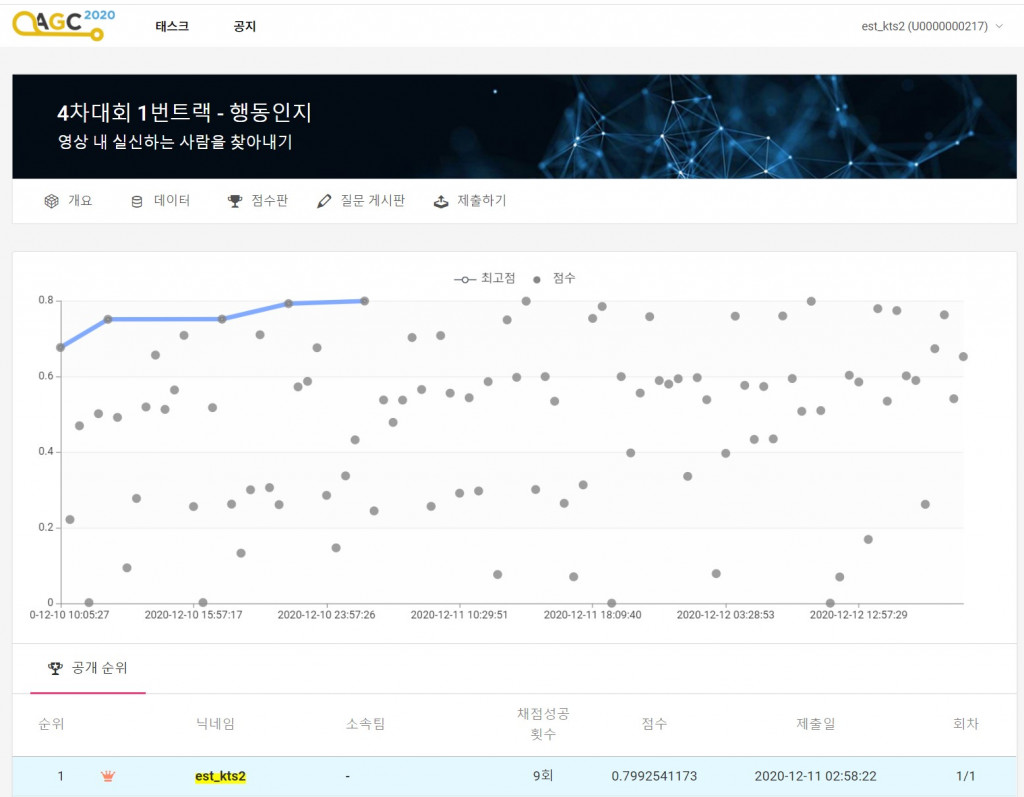 AGC 2020
태스크
공지
est_kts2 (U0000000217)
4차대회 1번트랙 - 행동인지
영상 내 실신하는 사람을 찾아내기
개요
데이터
점수판
질문 게시판
제출하기
최고점
점수
0.8
0.6
0.4
0.2
0
0-12-10 10:05:27
2020-12-10 15:57:17
2020-12-10 23:57:26
2020-12-11 10:29:51
2020-12-11 18:09:40
2020-12-12 03:28:53
2020-12-12 12:57:29
공개 순위
순위
닉네임
소속팀
채점성공
횟수
점수
제출일
회차
1
est_kts2
-
9회
0.7992541173
2020-12-11 02:58:22
1/1